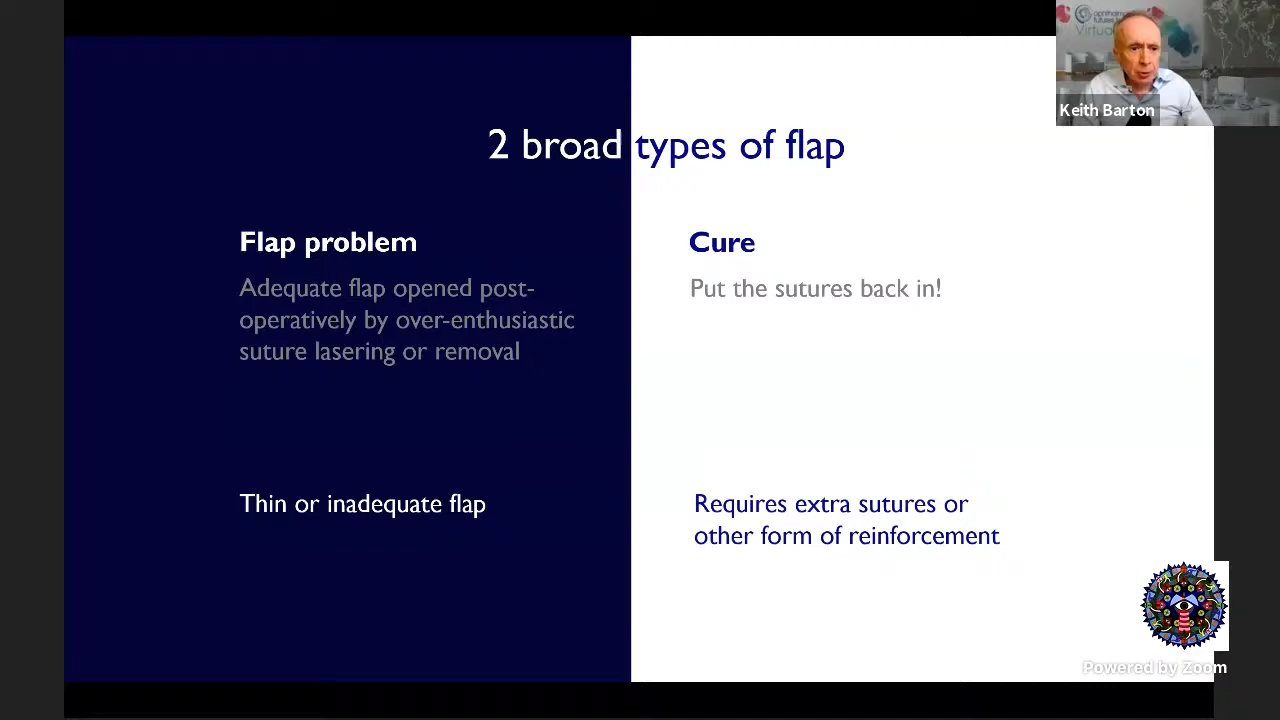 2 broad types of flap
Flap problem
Adequate flap opened post-
operatively by over-enthusiastic
suture lasering or removal
Cure
Put the sutures back in!
Thin or inadequate flap
Requires extra sutures or
other form of reinforcement
Keith Barton
Powered by Zoom